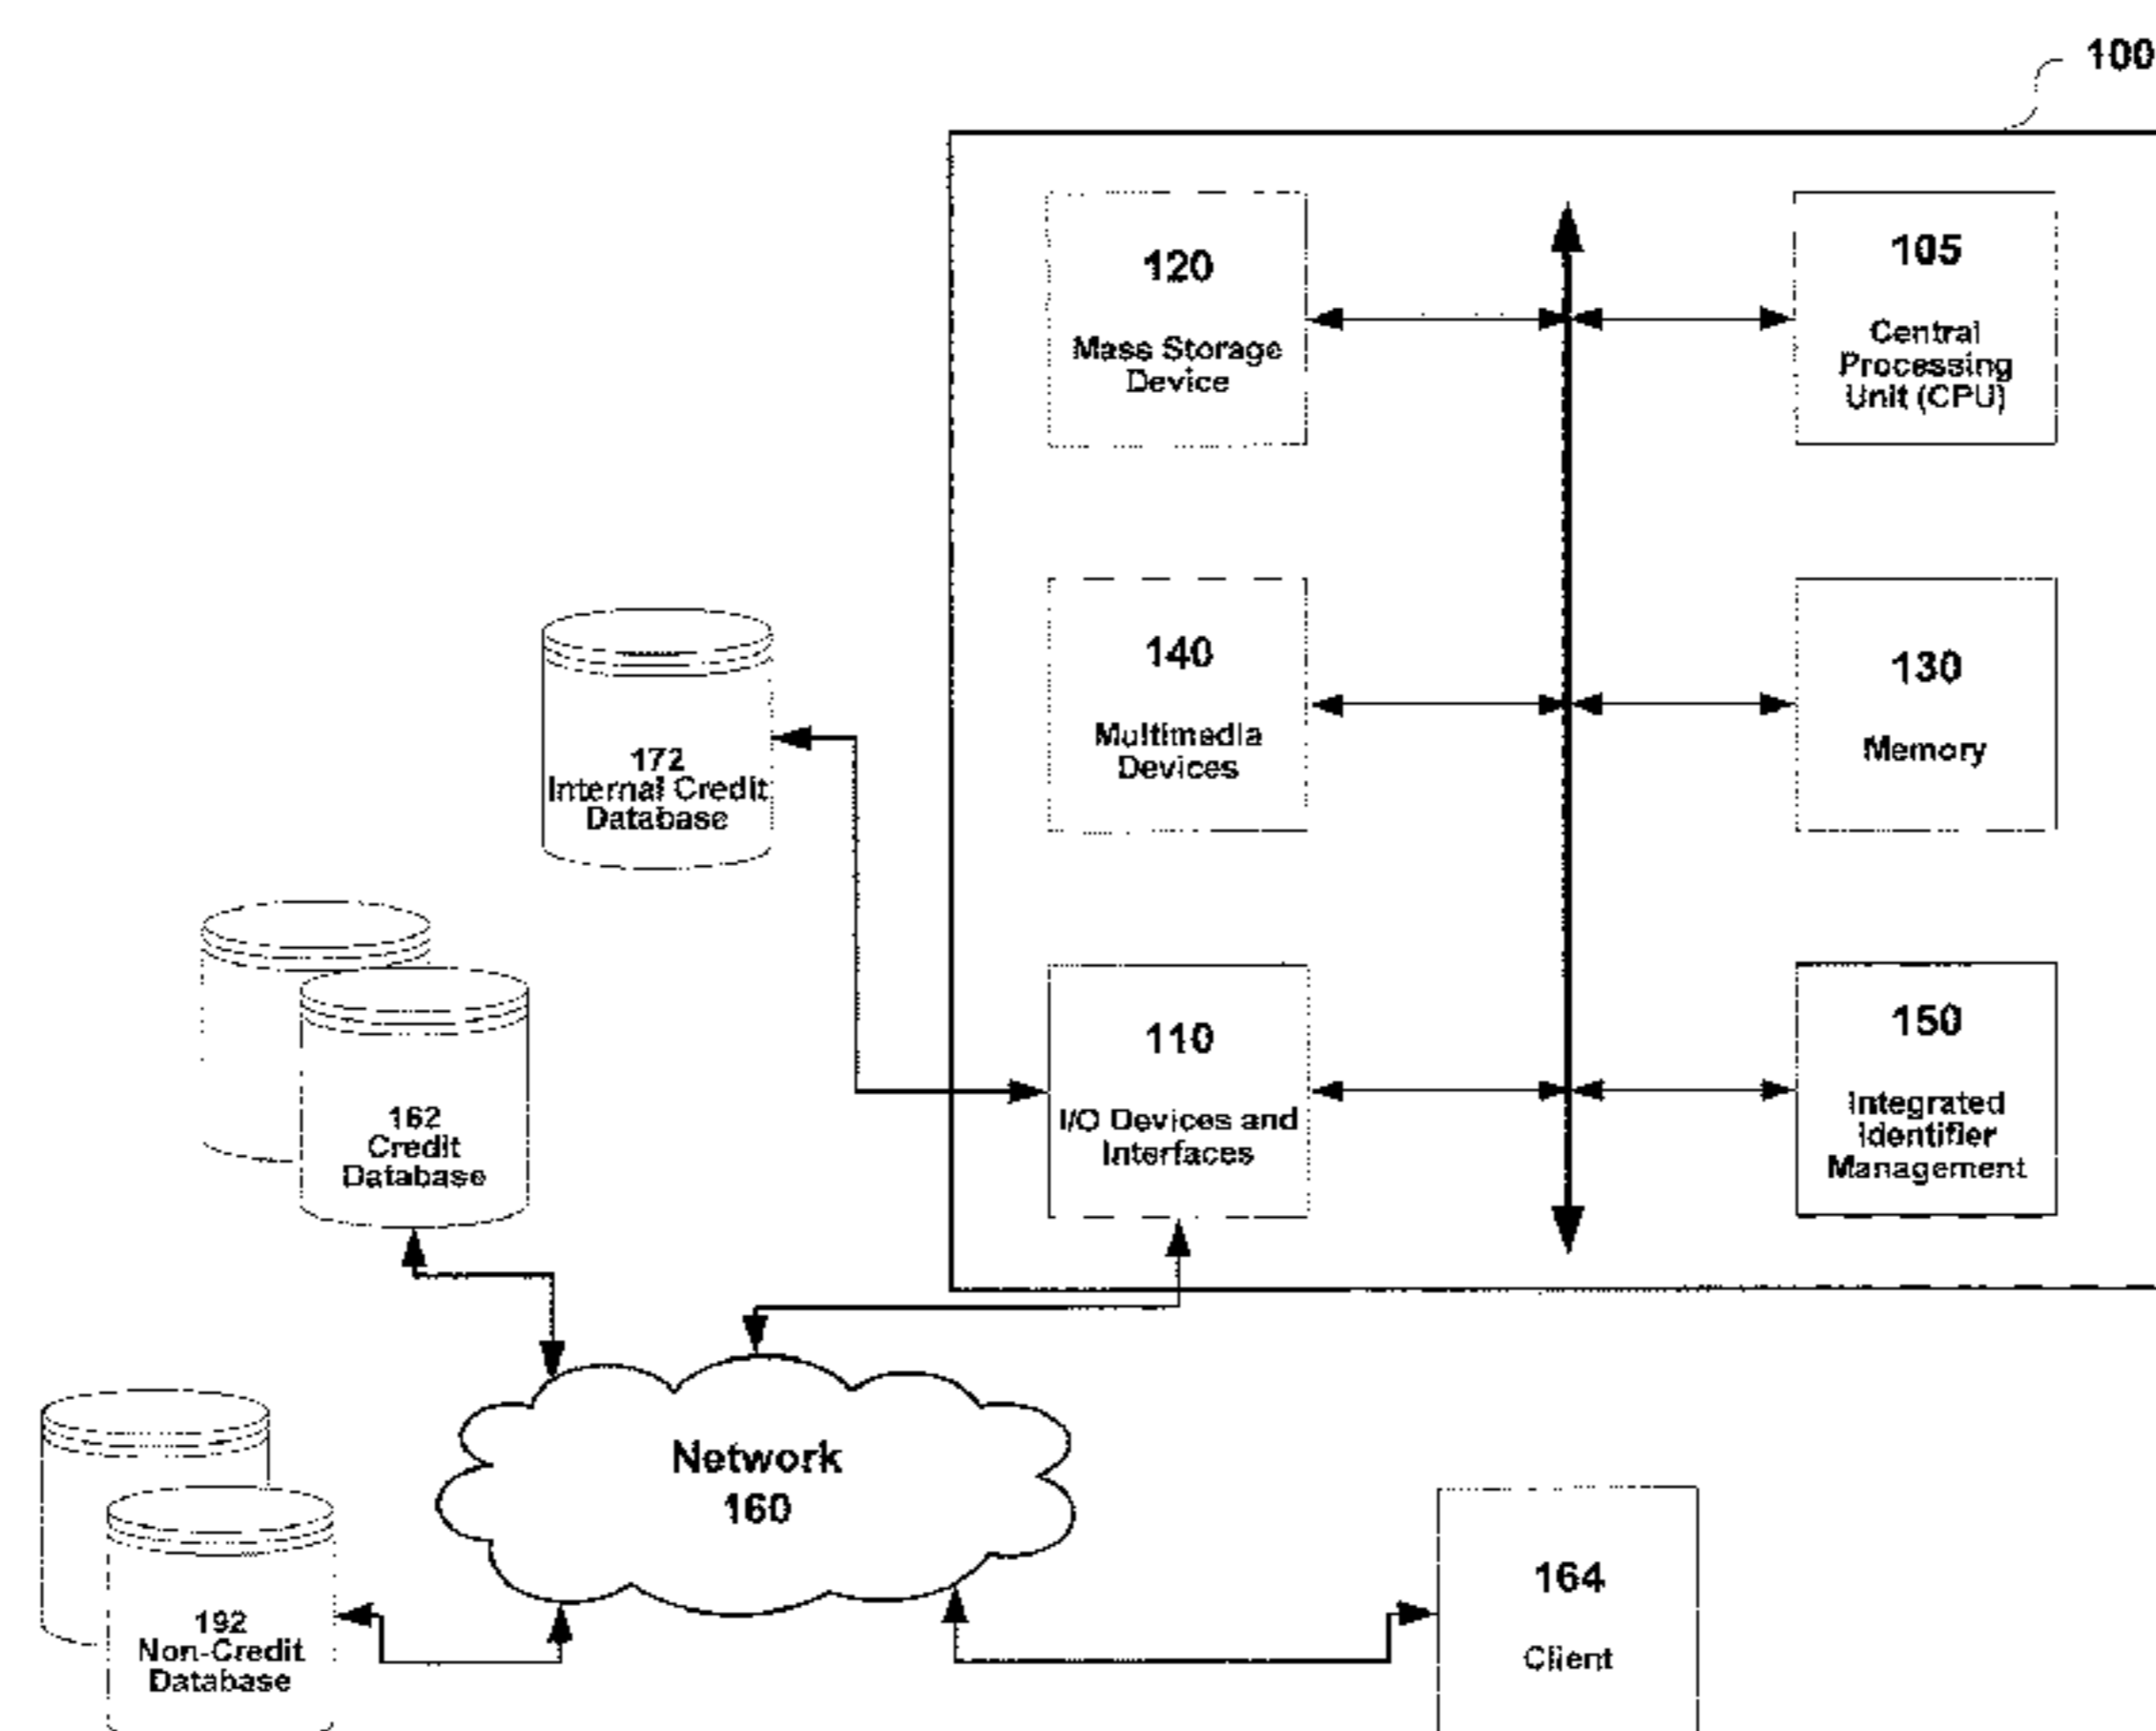 100
120
Mass Storage
Device
105
Central
Processing
Unit (CPU)
140
Multimedia
Devices
130
Memory
172
Internal Credit
Database
110
I/O Devices and
Interfaces
150
Integrated
Identifier
Management
162
Credit
Database
Network
160
192
Non-Credit
Database
164
Client